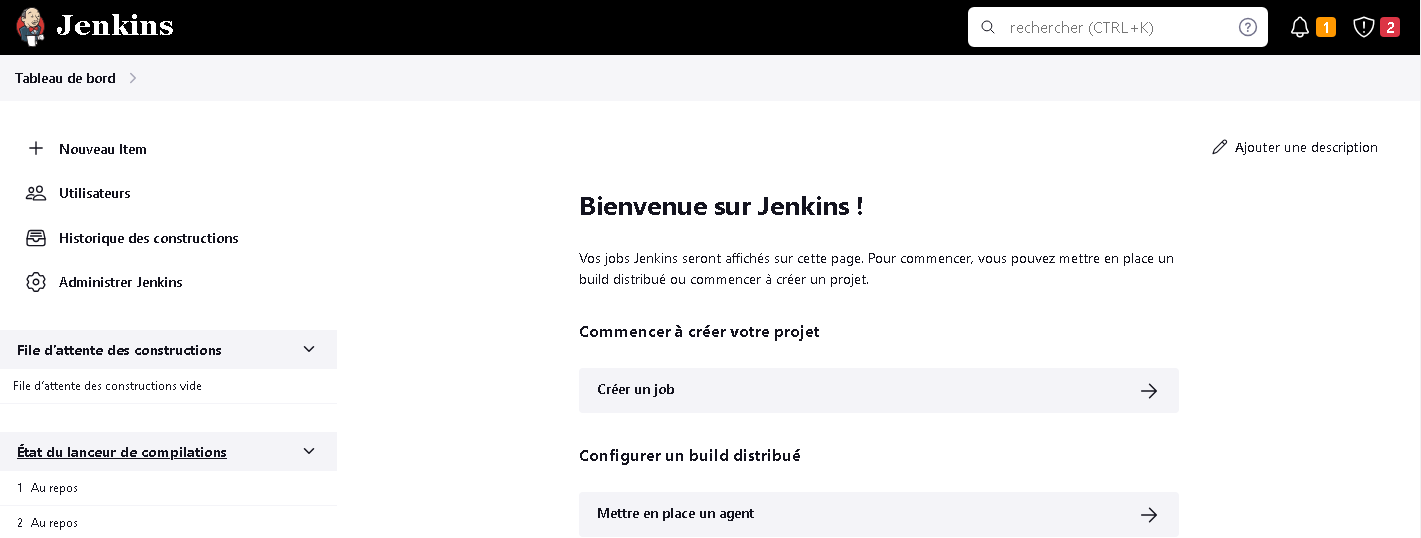 Jenkins
rechercher (CTRL+K)
?
1
2
Tableau de bord
Nouveau Item
Utilisateurs
Historique des constructions
Administrer Jenkins
File d'attente des constructions
File d'attente des constructions vide
État du lanceur de compilations
1 Au repos
2 Au repos
Ajouter une description
Bienvenue sur Jenkins !
Vos jobs Jenkins seront affichés sur cette page. Pour commencer, vous pouvez mettre en place un
build distribué ou commencer à créer un projet.
Commencer à créer votre projet
Créer un job
Configurer un build distribué
Mettre en place un agent